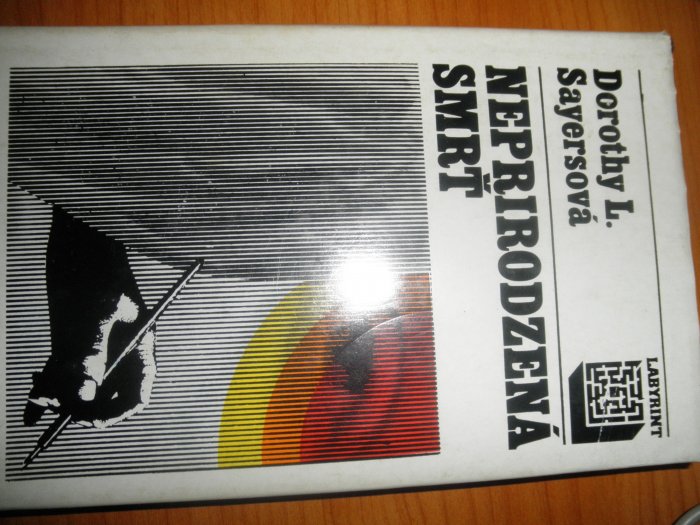 Dorothy L.
Sayersová
NEPRIRODZENÁ
SMRŤ
LABYRINT